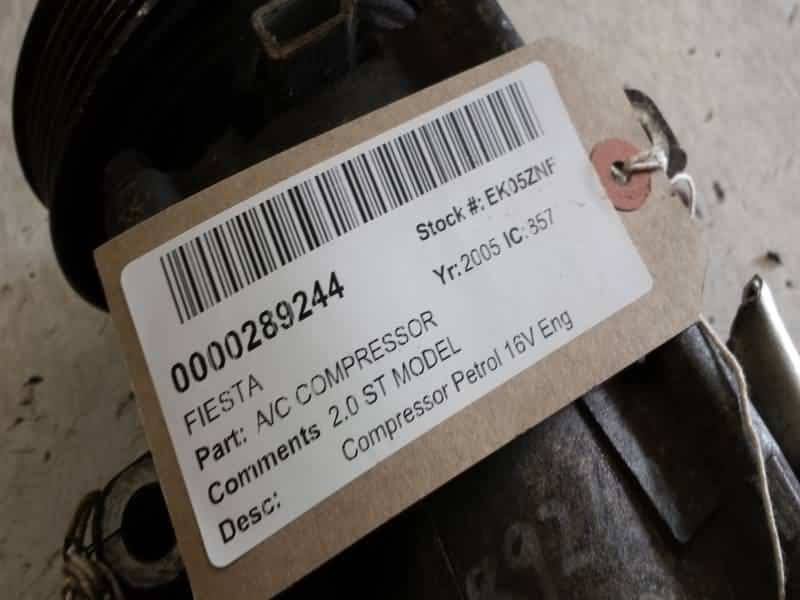 0000289244
Stock #: EK05ZNF
FIESTA
Yr: 2005 IC: 357
Part: A/C COMPRESSOR
Comments 2.0 ST MODEL
Desc: Compressor Petrol 16V Eng
892